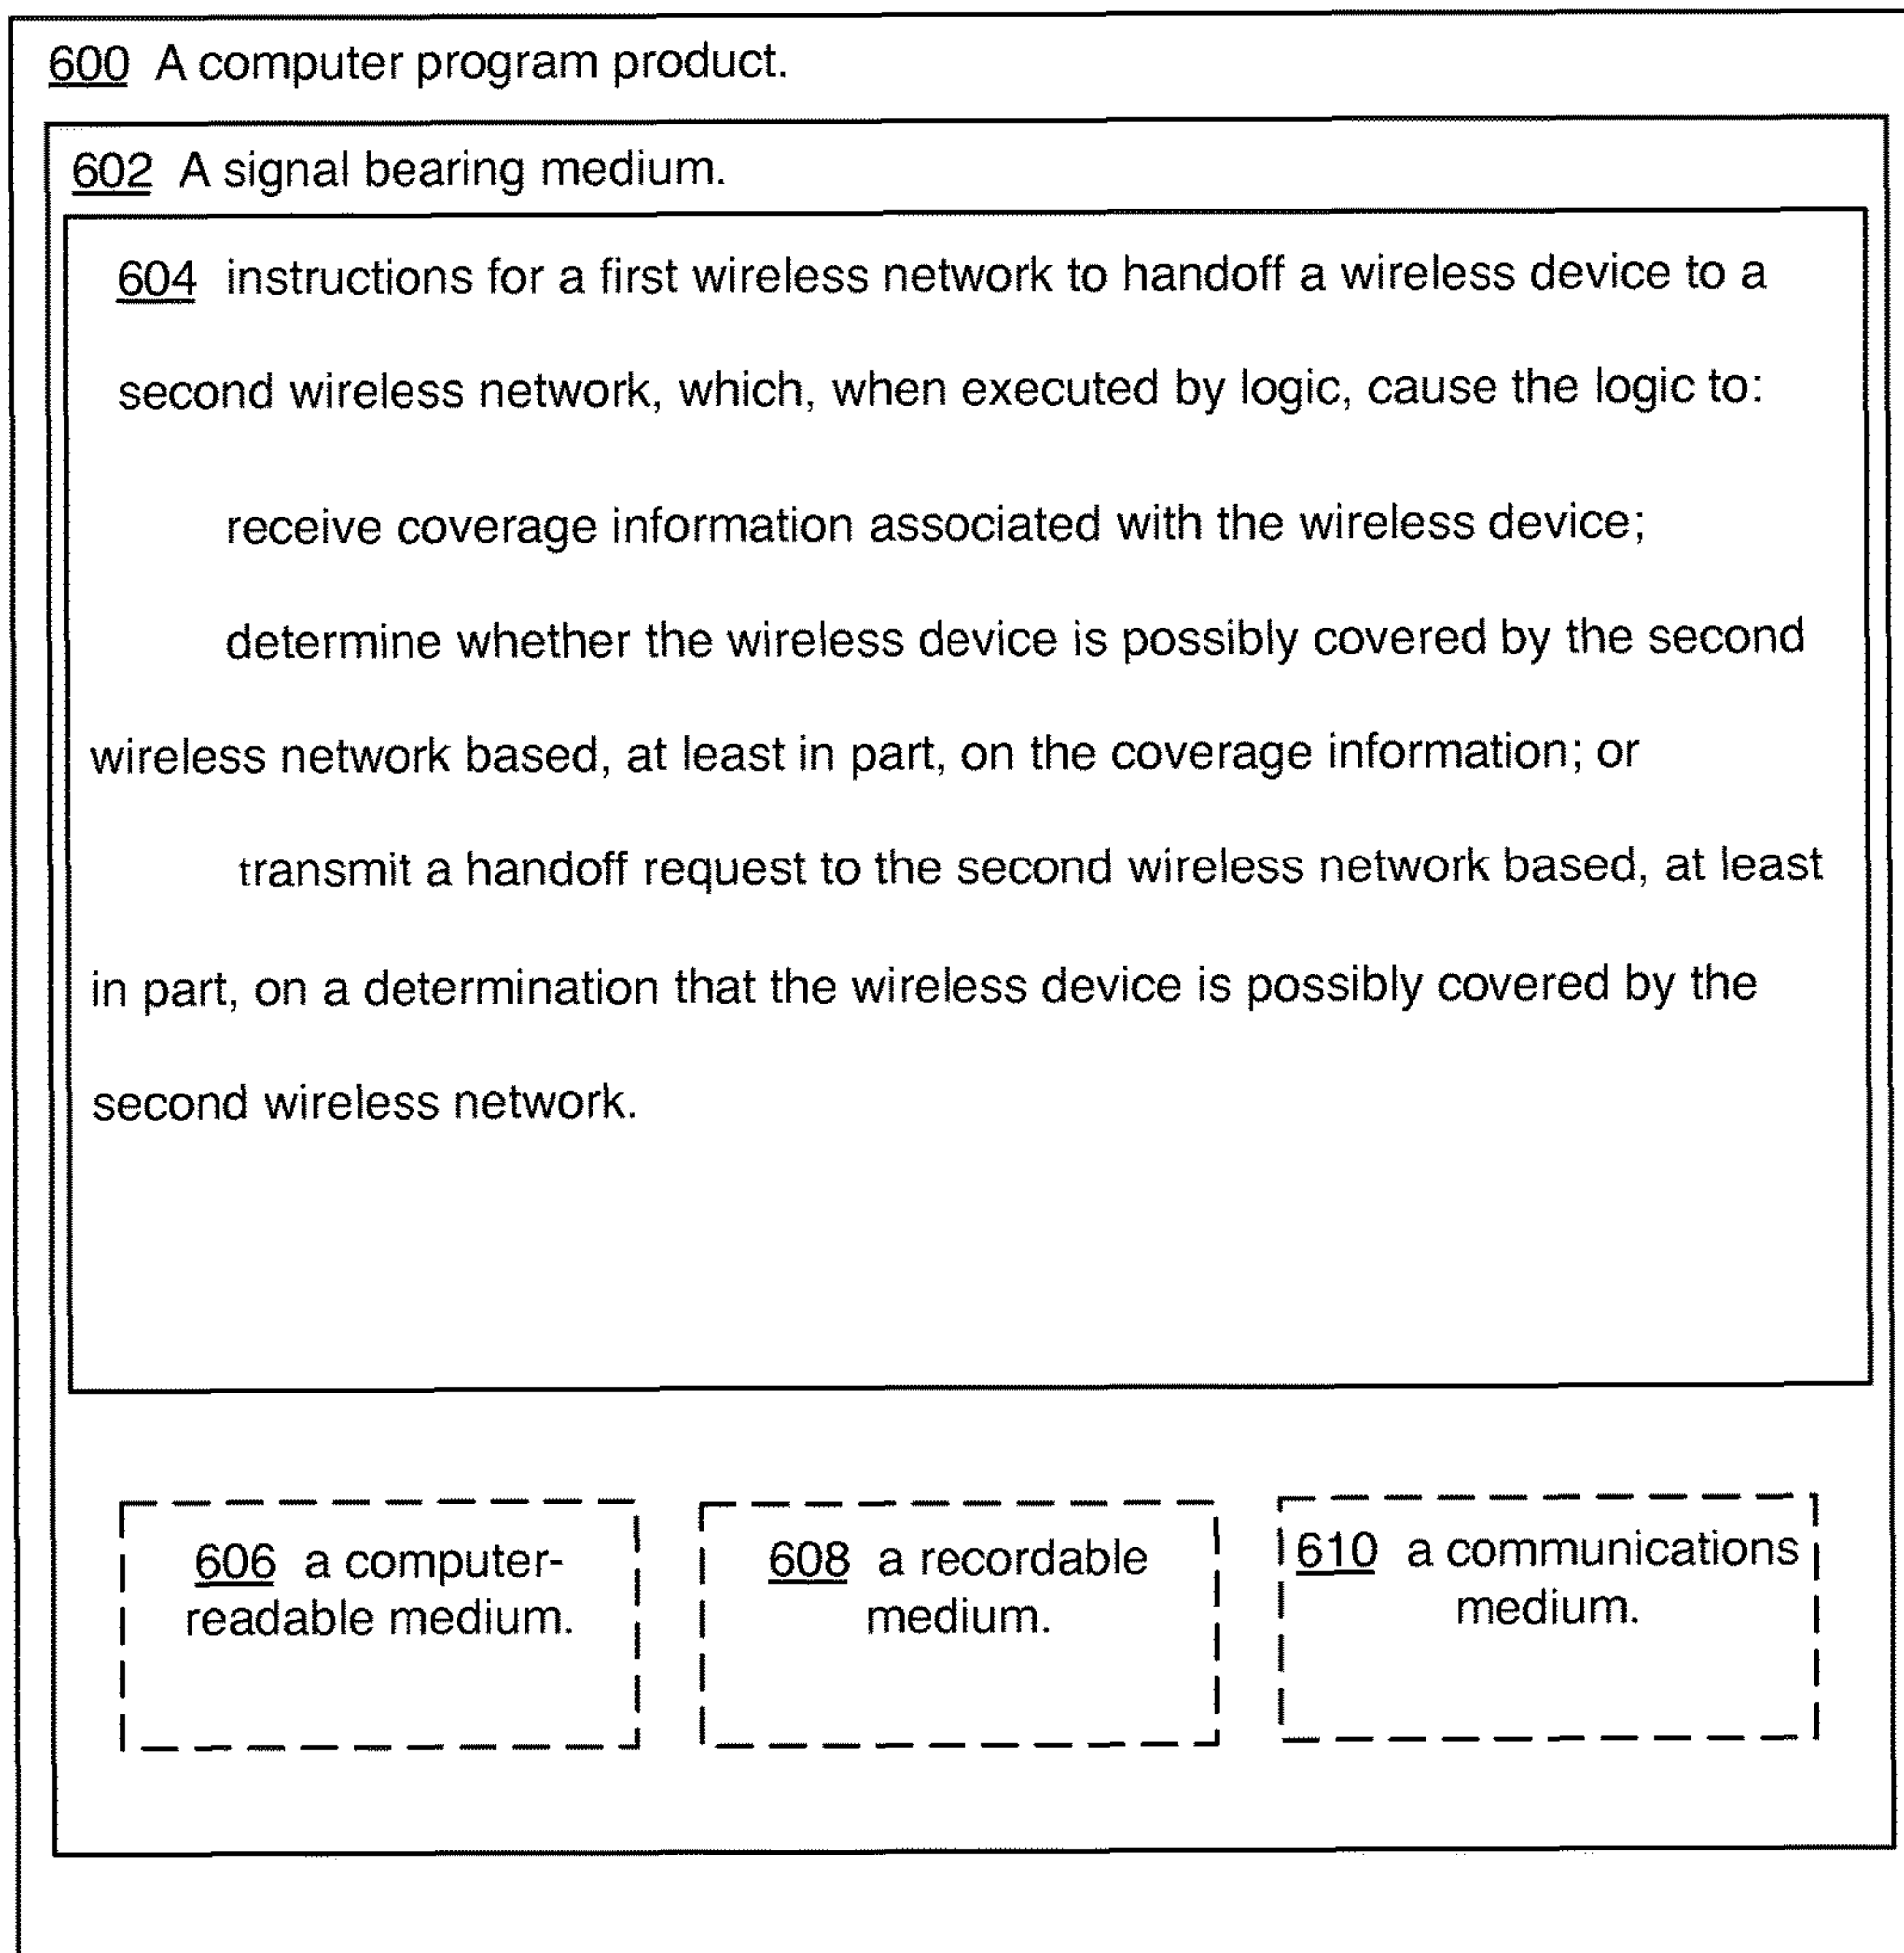 600 A computer program product.
602 A signal bearing medium.
604 instructions for a first wireless network to handoff a wireless device to a
second wireless network, which, when executed by logic, cause the logic to:
receive coverage information associated with the wireless device;
determine whether the wireless device is possibly covered by the second
wireless network based, at least in part, on the coverage information; or
transmit a handoff request to the second wireless network based, at least
in part, on a determination that the wireless device is possibly covered by the
second wireless network.
606 a computer-
readable medium.
608 a recordable
medium.
610 a communications
medium.